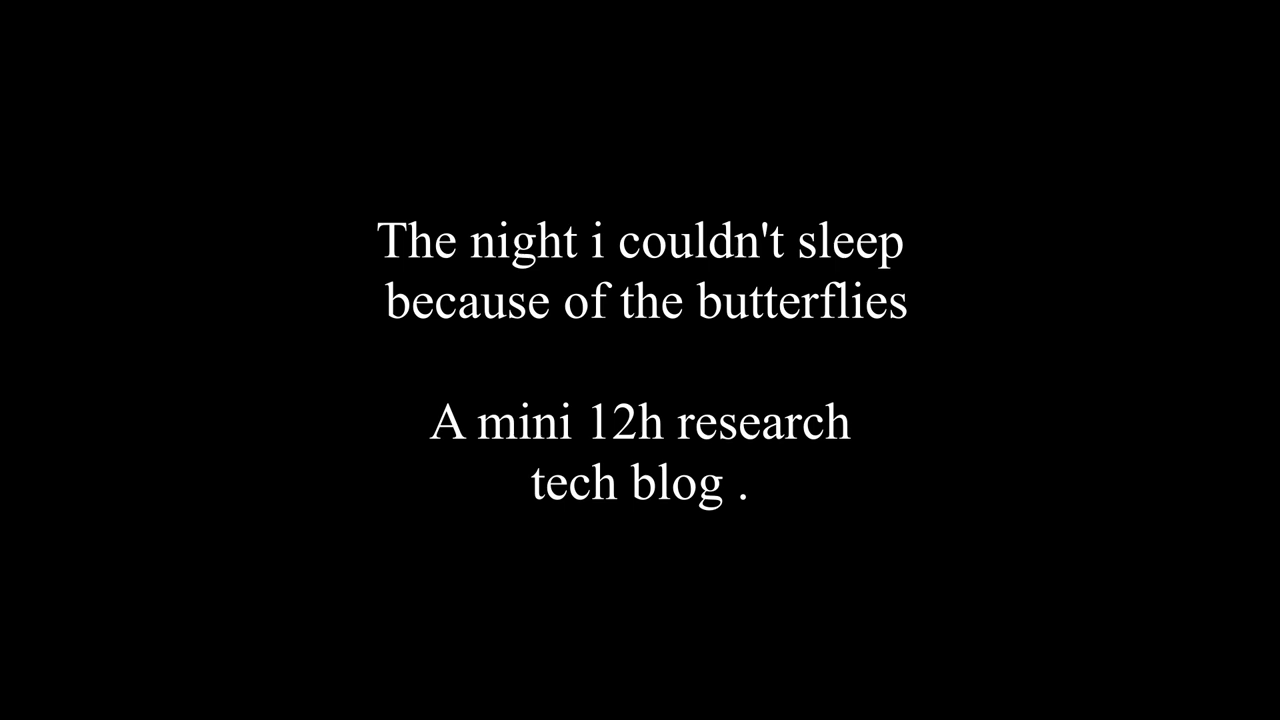 The night i couldn't sleep
because of the butterflies
A mini 12h research
tech blog .